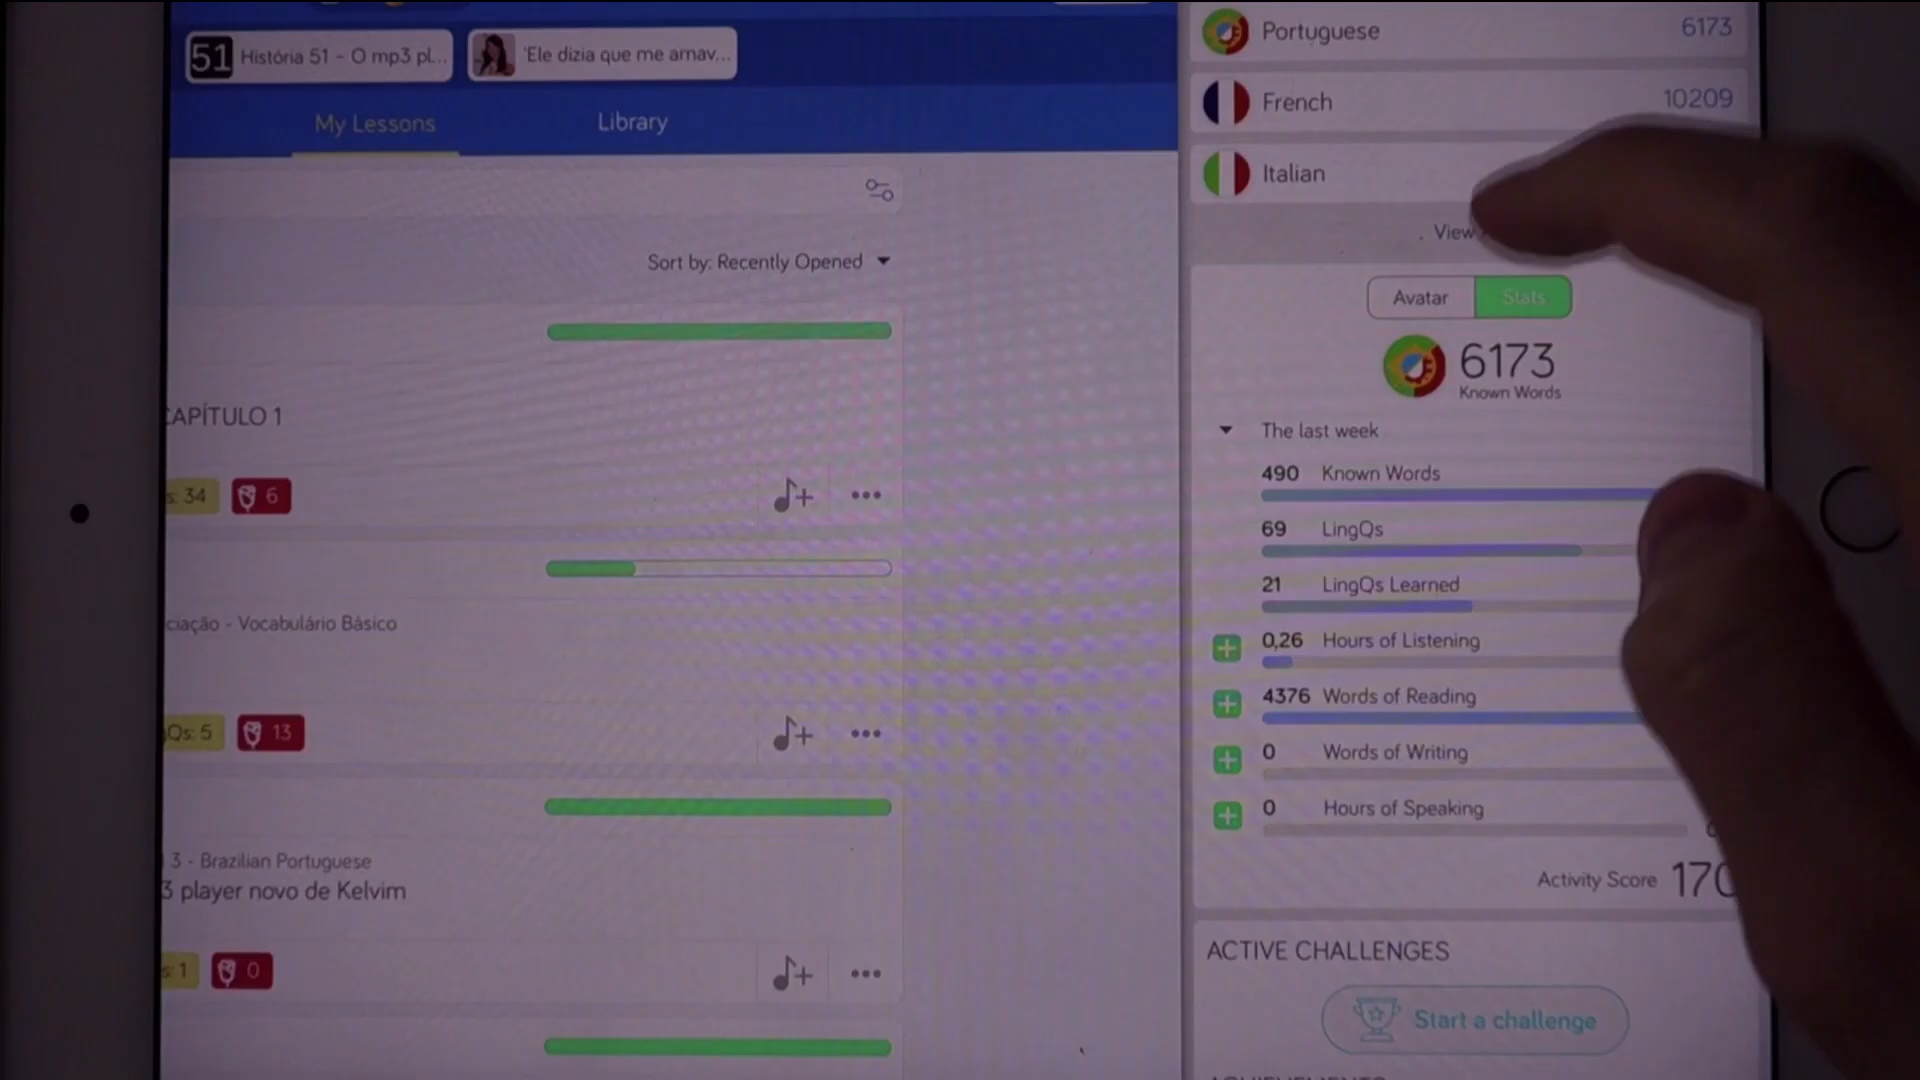 51 História 51 - O mp3 pl...
'Ele dizia que me amav...
My Lessons
Library
Sort by: Recently Opened
CAPÍTULO 1
s: 34
6
ciação - Vocabulário Básico
Qs: 5
13
3 - Brazilian Portuguese
3 player novo de Kelvim
s: 1
0
Portuguese 6173
French 10209
Italian
View
Avatar
Stats
6173
Known Words
The last week
490 Known Words
69 LingQs
21 LingQs Learned
0,26 Hours of Listening
4376 Words of Reading
0 Words of Writing
0 Hours of Speaking
Activity Score 170
ACTIVE CHALLENGES
Start a challenge